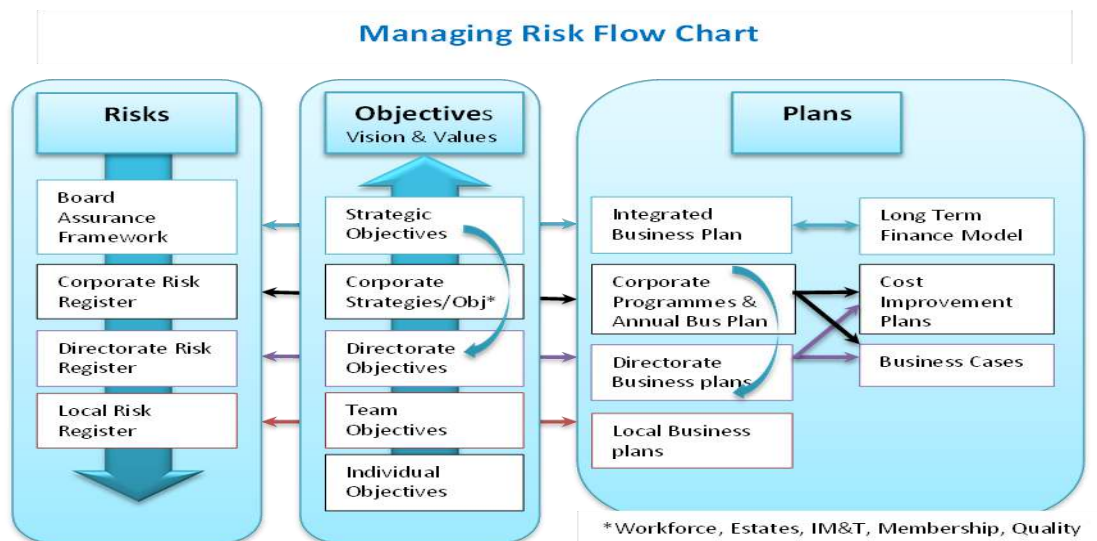 Managing Risk Flow Chart
Risks
Board
Assurance
Framework
Corporate Risk
Register
Directorate Risk
Register
Local Risk
Register
Objectives
Vision & Values
Strategic
Objectives
Corporate
Strategies/Obj*
Directorate
Objectives
Team
Objectives
Individual
Objectives
Plans
Integrated
Business Plan
Corporate
Programmes &
Annual Bus Plan
Directorate
Business plans
Local Business
plans
Long Term
Finance Model
Cost
Improvement
Plans
Business Cases
*Workforce, Estates, IM&T, Membership, Quality